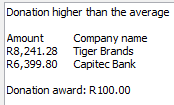 Donation higher than the average
Amount Company name
R8,241.28 Tiger Brands
R6,399.80 Capitec Bank
Donation award: R100.00